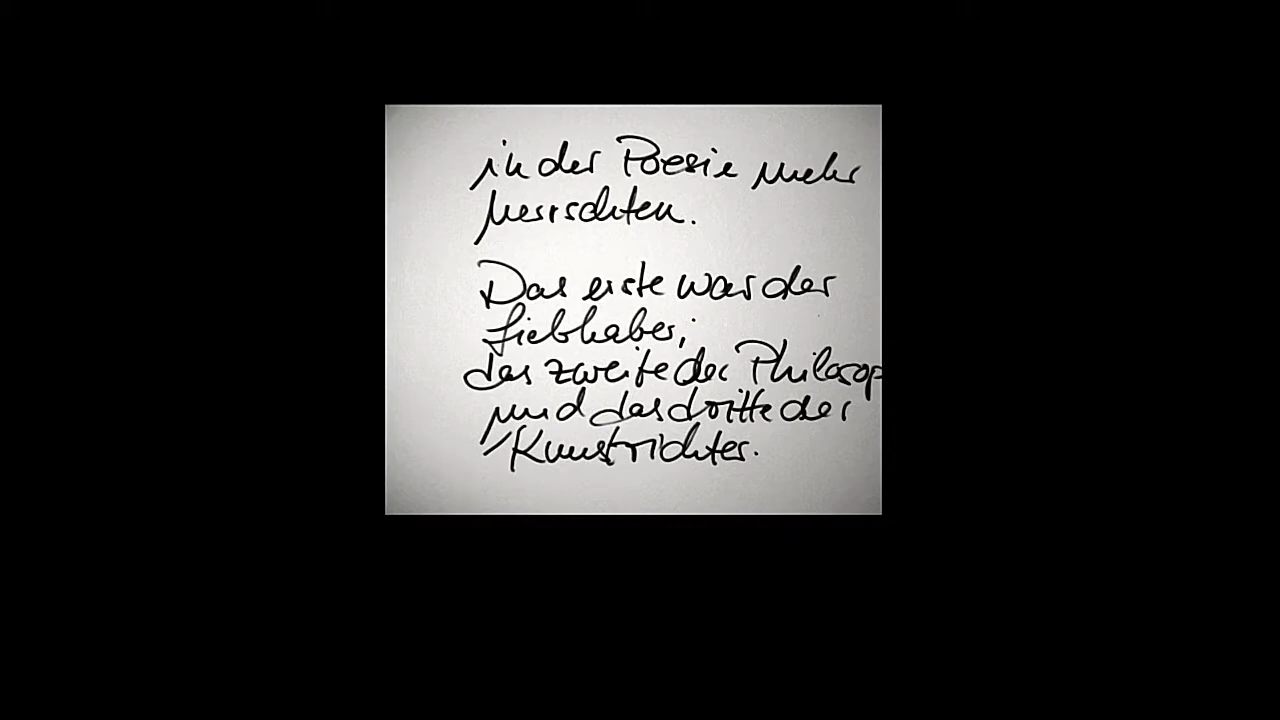 in der Poesie mehr
herrschten.
Das erste war der
Liebhaber;
das zweite der Philosop
und das dritte der
Kunstrichter.